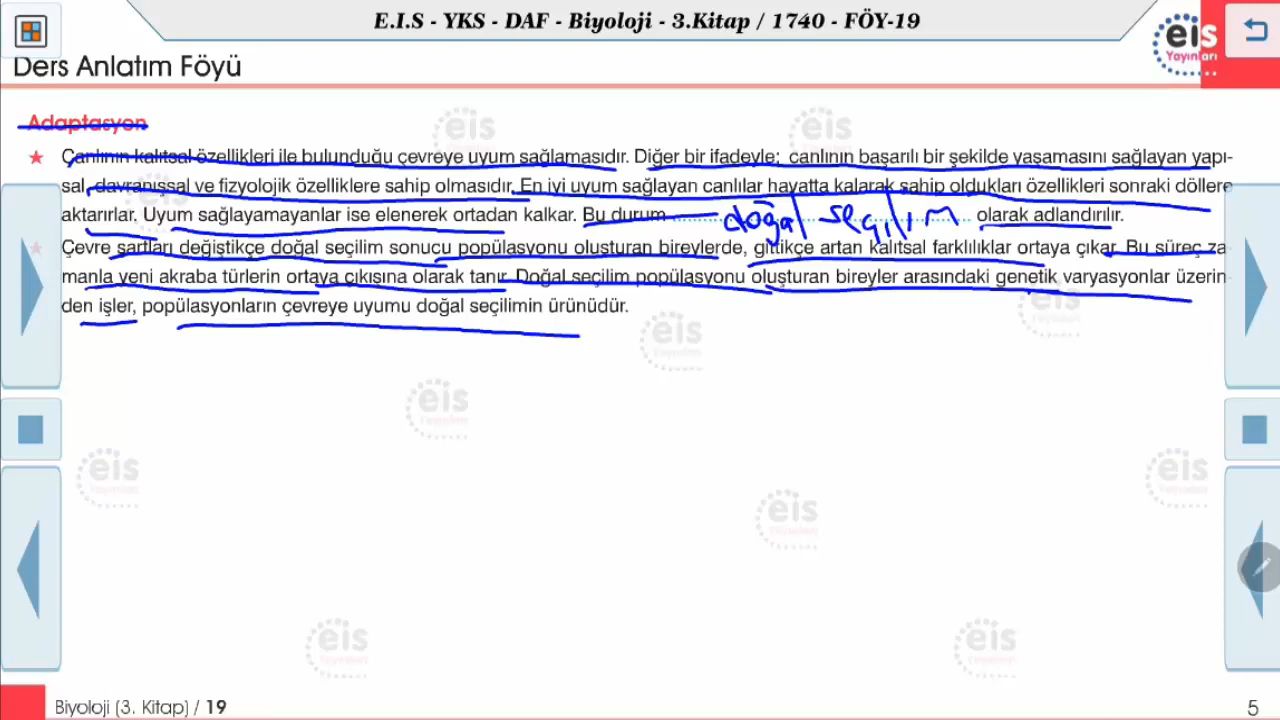 E.I.S - YKS - DAF - Biyoloji - 3.Kitap / 1740 - FÖY-19
eis
Yayınları
Ders Anlatım Föyü
Adaptasyon
★ Canlının kalıtsal özellikleri ile bulunduğu çevreye uyum sağlamasıdır. Diğer bir ifadeyle; canlının başarılı bir şekilde yaşamasını sağlayan yapı-
sal, davranışsal ve fizyolojik özelliklere sahip olmasıdır. En iyi uyum sağlayan canlılar hayatta kalarak sahip oldukları özellikleri sonraki döllere
aktarırlar. Uyum sağlayamayanlar ise elenerek ortadan kalkar. Bu durum doğal seçilim olarak adlandırılır.
★ Çevre şartları değiştikçe doğal seçilim sonucu popülasyonu oluşturan bireylerde, gittikçe artan kalıtsal farklılıklar ortaya çıkar. Bu süreç za-
manla yeni akraba türlerin ortaya çıkışına olarak tanır. Doğal seçilim popülasyonu oluşturan bireyler arasındaki genetik varyasyonlar üzerin-
den işler, popülasyonların çevreye uyumu doğal seçilimin ürünüdür.
Biyoloji (3. Kitap) / 19
5